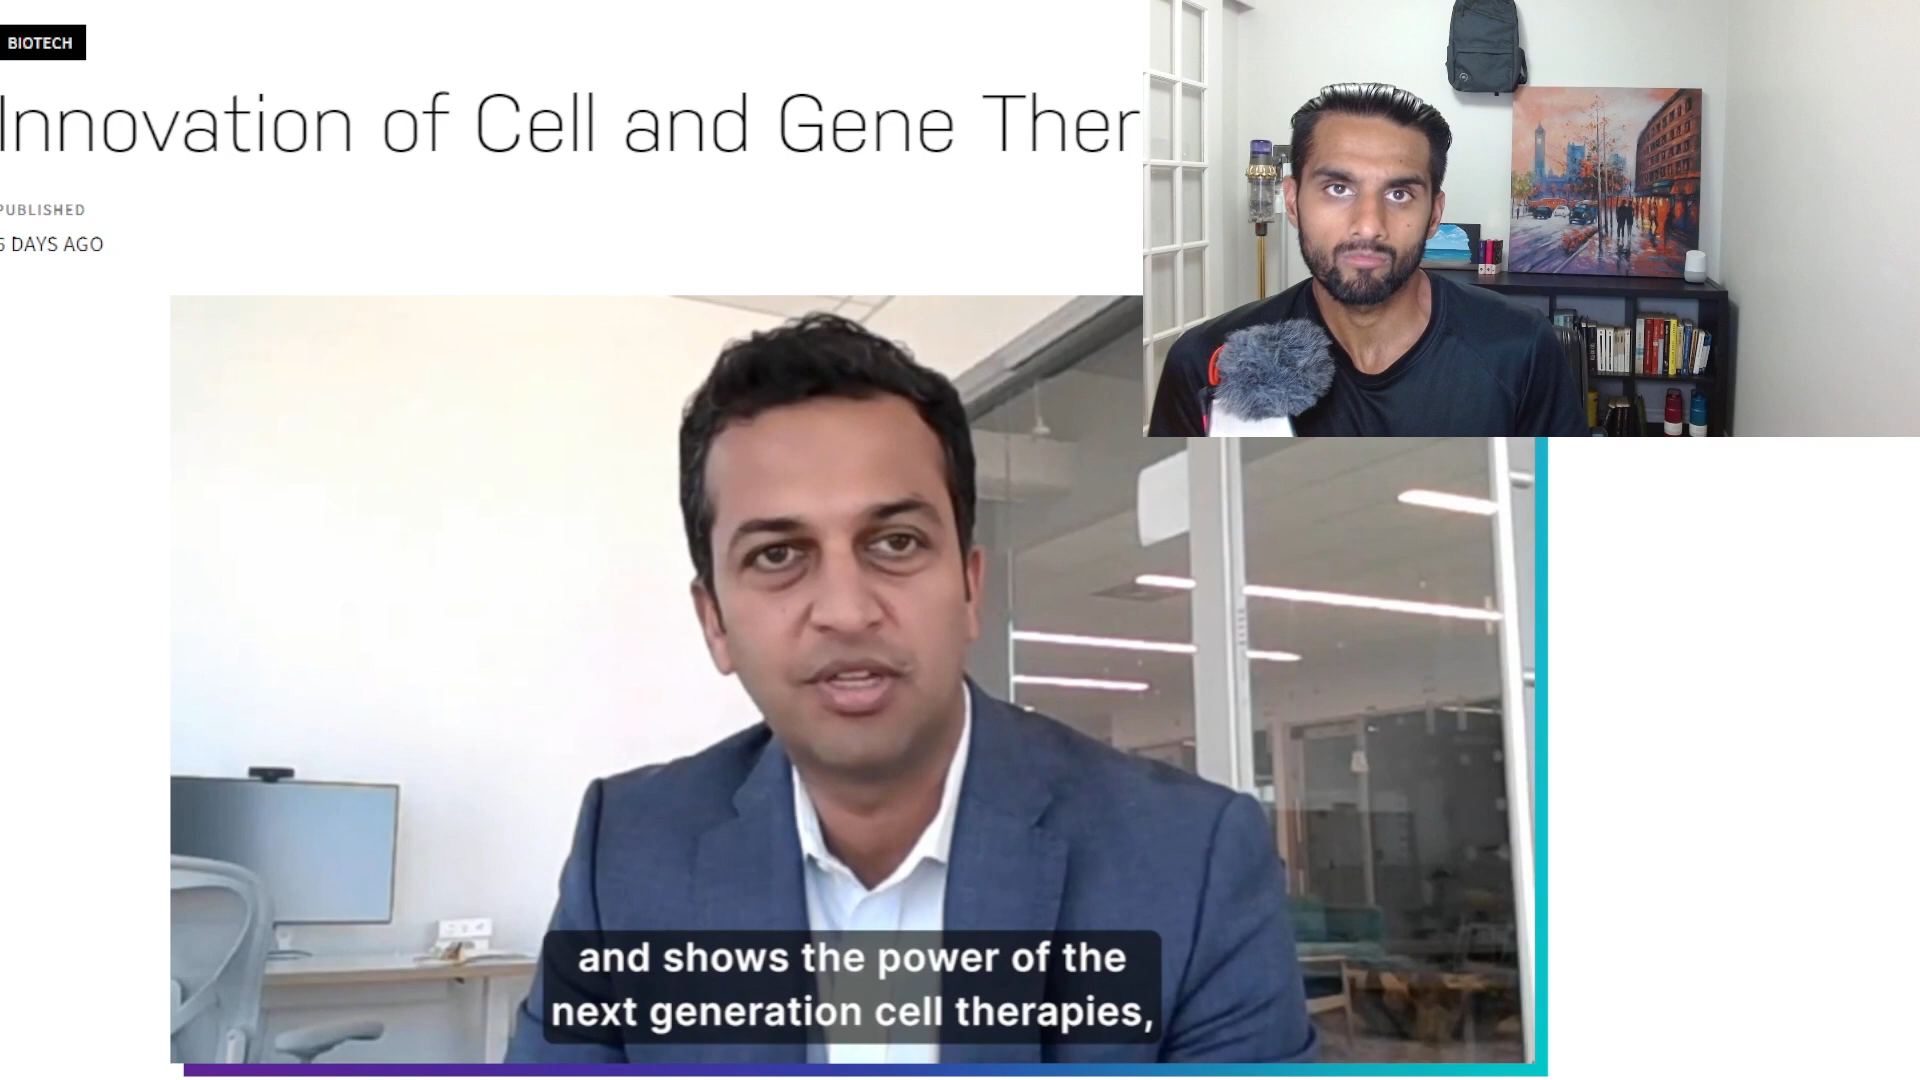 BIOTECH
Innovation of Cell and Gene Ther
PUBLISHED
6 DAYS AGO
and shows the power of the
next generation cell therapies,